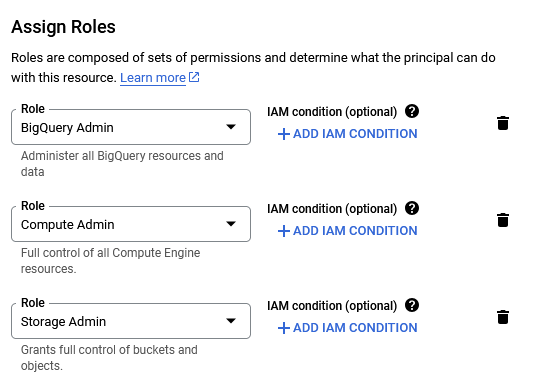 Assign Roles
Roles are composed of sets of permissions and determine what the principal can do
with this resource. Learn more
Role
BigQuery Admin
IAM condition (optional)
ADD IAM CONDITION
Administer all BigQuery resources and
data
Role
Compute Admin
IAM condition (optional)
ADD IAM CONDITION
Full control of all Compute Engine
resources.
Role
Storage Admin
IAM condition (optional)
ADD IAM CONDITION
Grants full control of buckets and
objects.